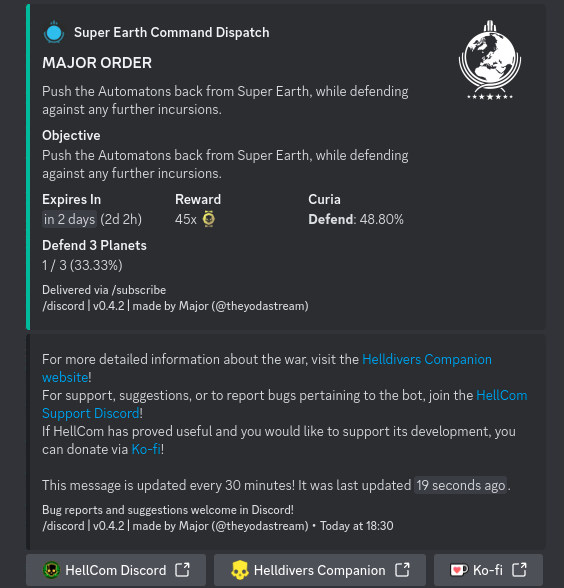 Super Earth Command Dispatch
MAJOR ORDER
Push the Automatons back from Super Earth, while defending
against any further incursions.
Objective
Push the Automatons back from Super Earth, while defending
against any further incursions.
Expires In Reward Curia
in 2 days (2d 2h) 45x Defend: 48.80%
Defend 3 Planets
1 / 3 (33.33%)
Delivered via /subscribe
/discord | v0.4.2 | made by Major (@theyodastream)
For more detailed information about the war, visit the Helldivers Companion
website!
For support, suggestions, or to report bugs pertaining to the bot, join the HellCom
Support Discord!
If HellCom has proved useful and you would like to support its development, you
can donate via Ko-fi!
This message is updated every 30 minutes! It was last updated 19 seconds ago.
Bug reports and suggestions welcome in Discord!
/discord | v0.4.2 | made by Major (@theyodastream) • Today at 18:30
HellCom Discord Helldivers Companion Ko-fi